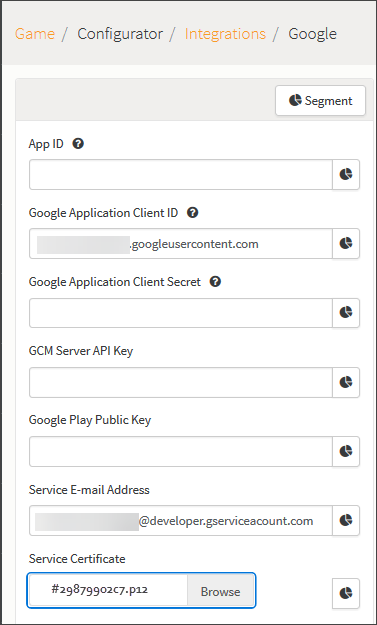 Game / Configurator / Integrations / Google
Segment
App ID ?
Google Application Client ID ?
.googleusercontent.com
Google Application Client Secret ?
GCM Server API Key
Google Play Public Key
Service E-mail Address
@developer.gserviceacount.com
Service Certificate
#29879902c7.p12 Browse